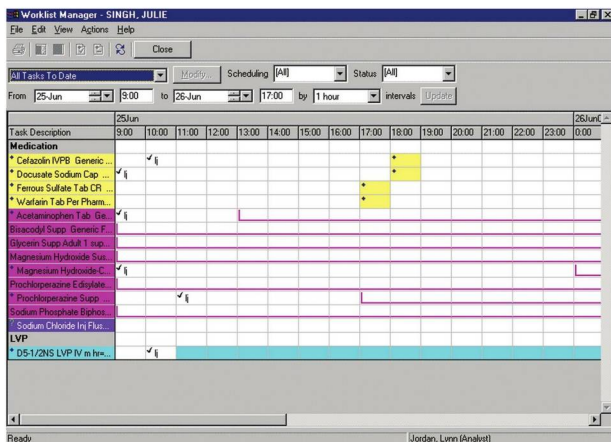 Worklist Manager - SINGH, JULIE
File Edit View Actions Help
Close
All Tasks To Date Modify... Scheduling [All] Status [All]
From 25-Jun 9:00 to 26-Jun 17:00 by 1 hour intervals Update
25Jun 26Jun
Task Description 9:00 10:00 11:00 12:00 13:00 14:00 15:00 16:00 17:00 18:00 19:00 20:00 21:00 22:00 23:00 0:00
Medication
* Cefazolin IVPB Generic ... lj
* Docusate Sodium Cap ... lj
* Ferrous Sulfate Tab CR ...
* Warfarin Tab Per Pharm...
* Acetaminophen Tab Ge... lj
Bisacodyl Supp Generic F...
Glycerin Supp Adult 1 sup...
Magnesium Hydroxide Sus...
* Magnesium Hydroxide-C... lj
Prochlorperazine Edisylate...
* Prochlorperazine Supp ... lj
Sodium Phosphate Biphos...
Sodium Chloride Inj Flus...
LVP
* D5-1/2NS LVP IV m hr=... lj
Ready Jordan, Lynn (Analyst)